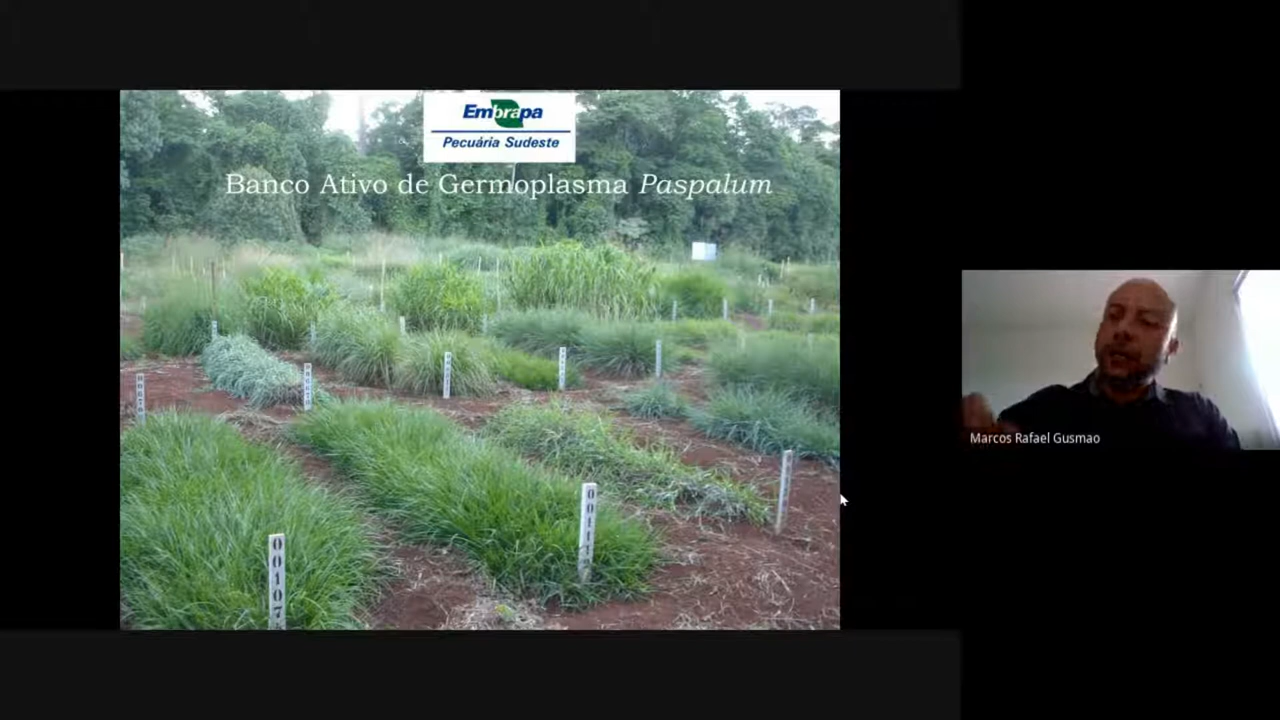 Embrapa
Pecuária Sudeste
Banco Ativo de Germoplasma Paspalum
Marcos Rafael Gusmao
00107